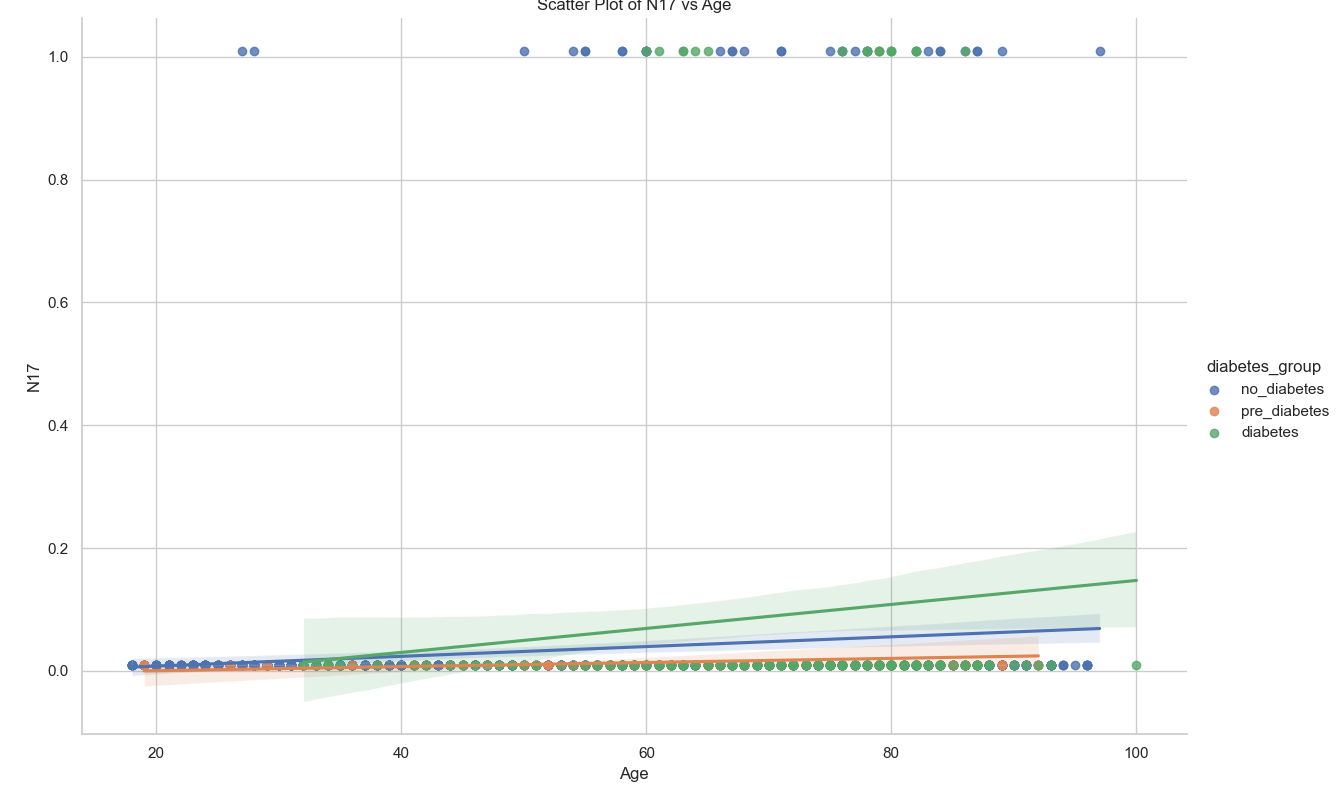 Scatter Plot of N17 vs Age
1.0
0.8
0.6
0.4
0.2
0.0
N17
20 40 60 80 100
Age
diabetes_group
no_diabetes
pre_diabetes
diabetes